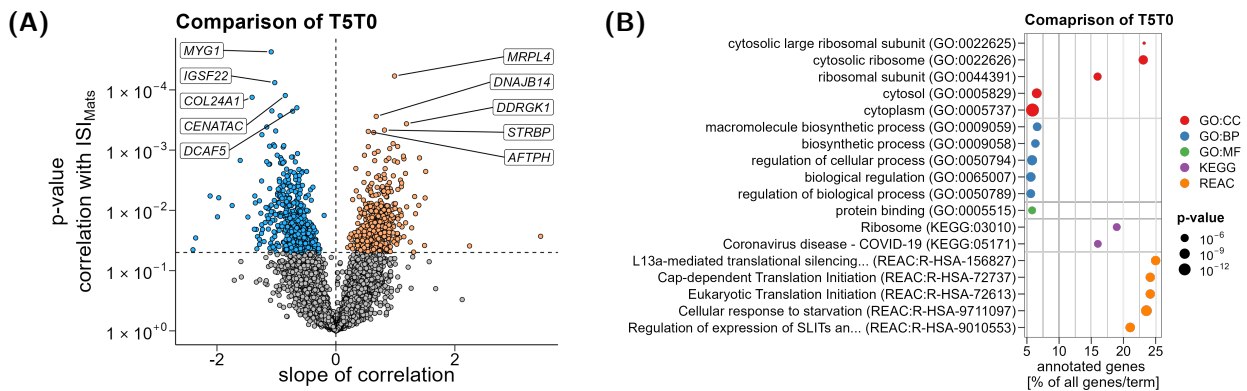 (A)
Comparison of T5T0
MYG1
IGSF22
COL24A1
CENATAC
DCAF5
MRPL4
DNAJB14
DDRGK1
STRBP
AFTPH
1 × 10⁻⁴
1 × 10⁻³
1 × 10⁻²
1 × 10⁻¹
1 × 10⁺⁰
p-value
correlation with ISI_Mats
-2 0 2
slope of correlation
(B)
Comaprison of T5T0
cytosolic large ribosomal subunit (GO:0022625)
cytosolic ribosome (GO:0022626)
ribosomal subunit (GO:0044391)
cytosol (GO:0005829)
cytoplasm (GO:0005737)
macromolecule biosynthetic process (GO:0009059)
biosynthetic process (GO:0009058)
regulation of cellular process (GO:0050794)
biological regulation (GO:0065007)
regulation of biological process (GO:0050789)
protein binding (GO:0005515)
Ribosome (KEGG:03010)
Coronavirus disease - COVID-19 (KEGG:05171)
L13a-mediated translational silencing... (REAC:R-HSA-156827)
Cap-dependent Translation Initiation (REAC:R-HSA-72737)
Eukaryotic Translation Initiation (REAC:R-HSA-72613)
Cellular response to starvation (REAC:R-HSA-9711097)
Regulation of expression of SLITs an... (REAC:R-HSA-9010553)
5 10 15 20 25
annotated genes
[% of all genes/term]
GO:CC
GO:BP
GO:MF
KEGG
REAC
p-value
10⁻⁶
10⁻⁹
10⁻¹²